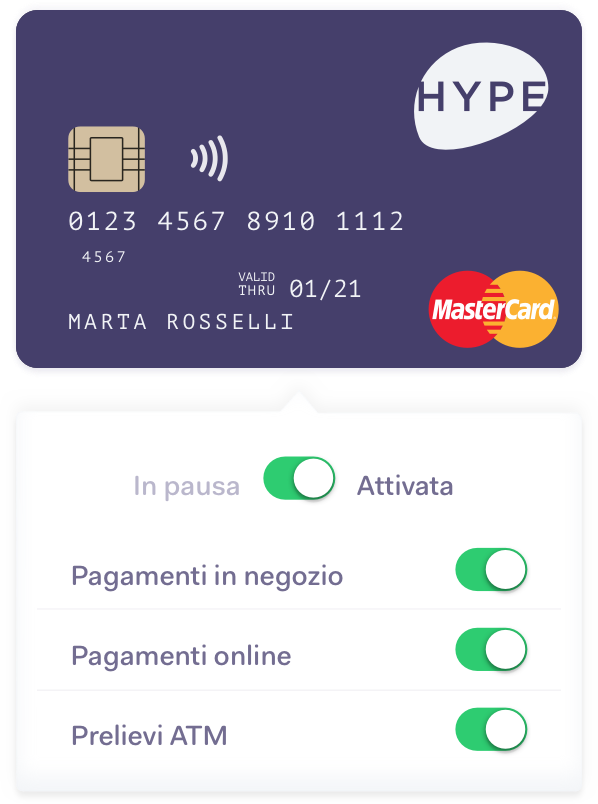 HYPE
0123 4567 8910 1112
4567
VALID
THRU 01/21
MARTA ROSSELLI
MasterCard
In pausa Attivata
Pagamenti in negozio
Pagamenti online
Prelievi ATM